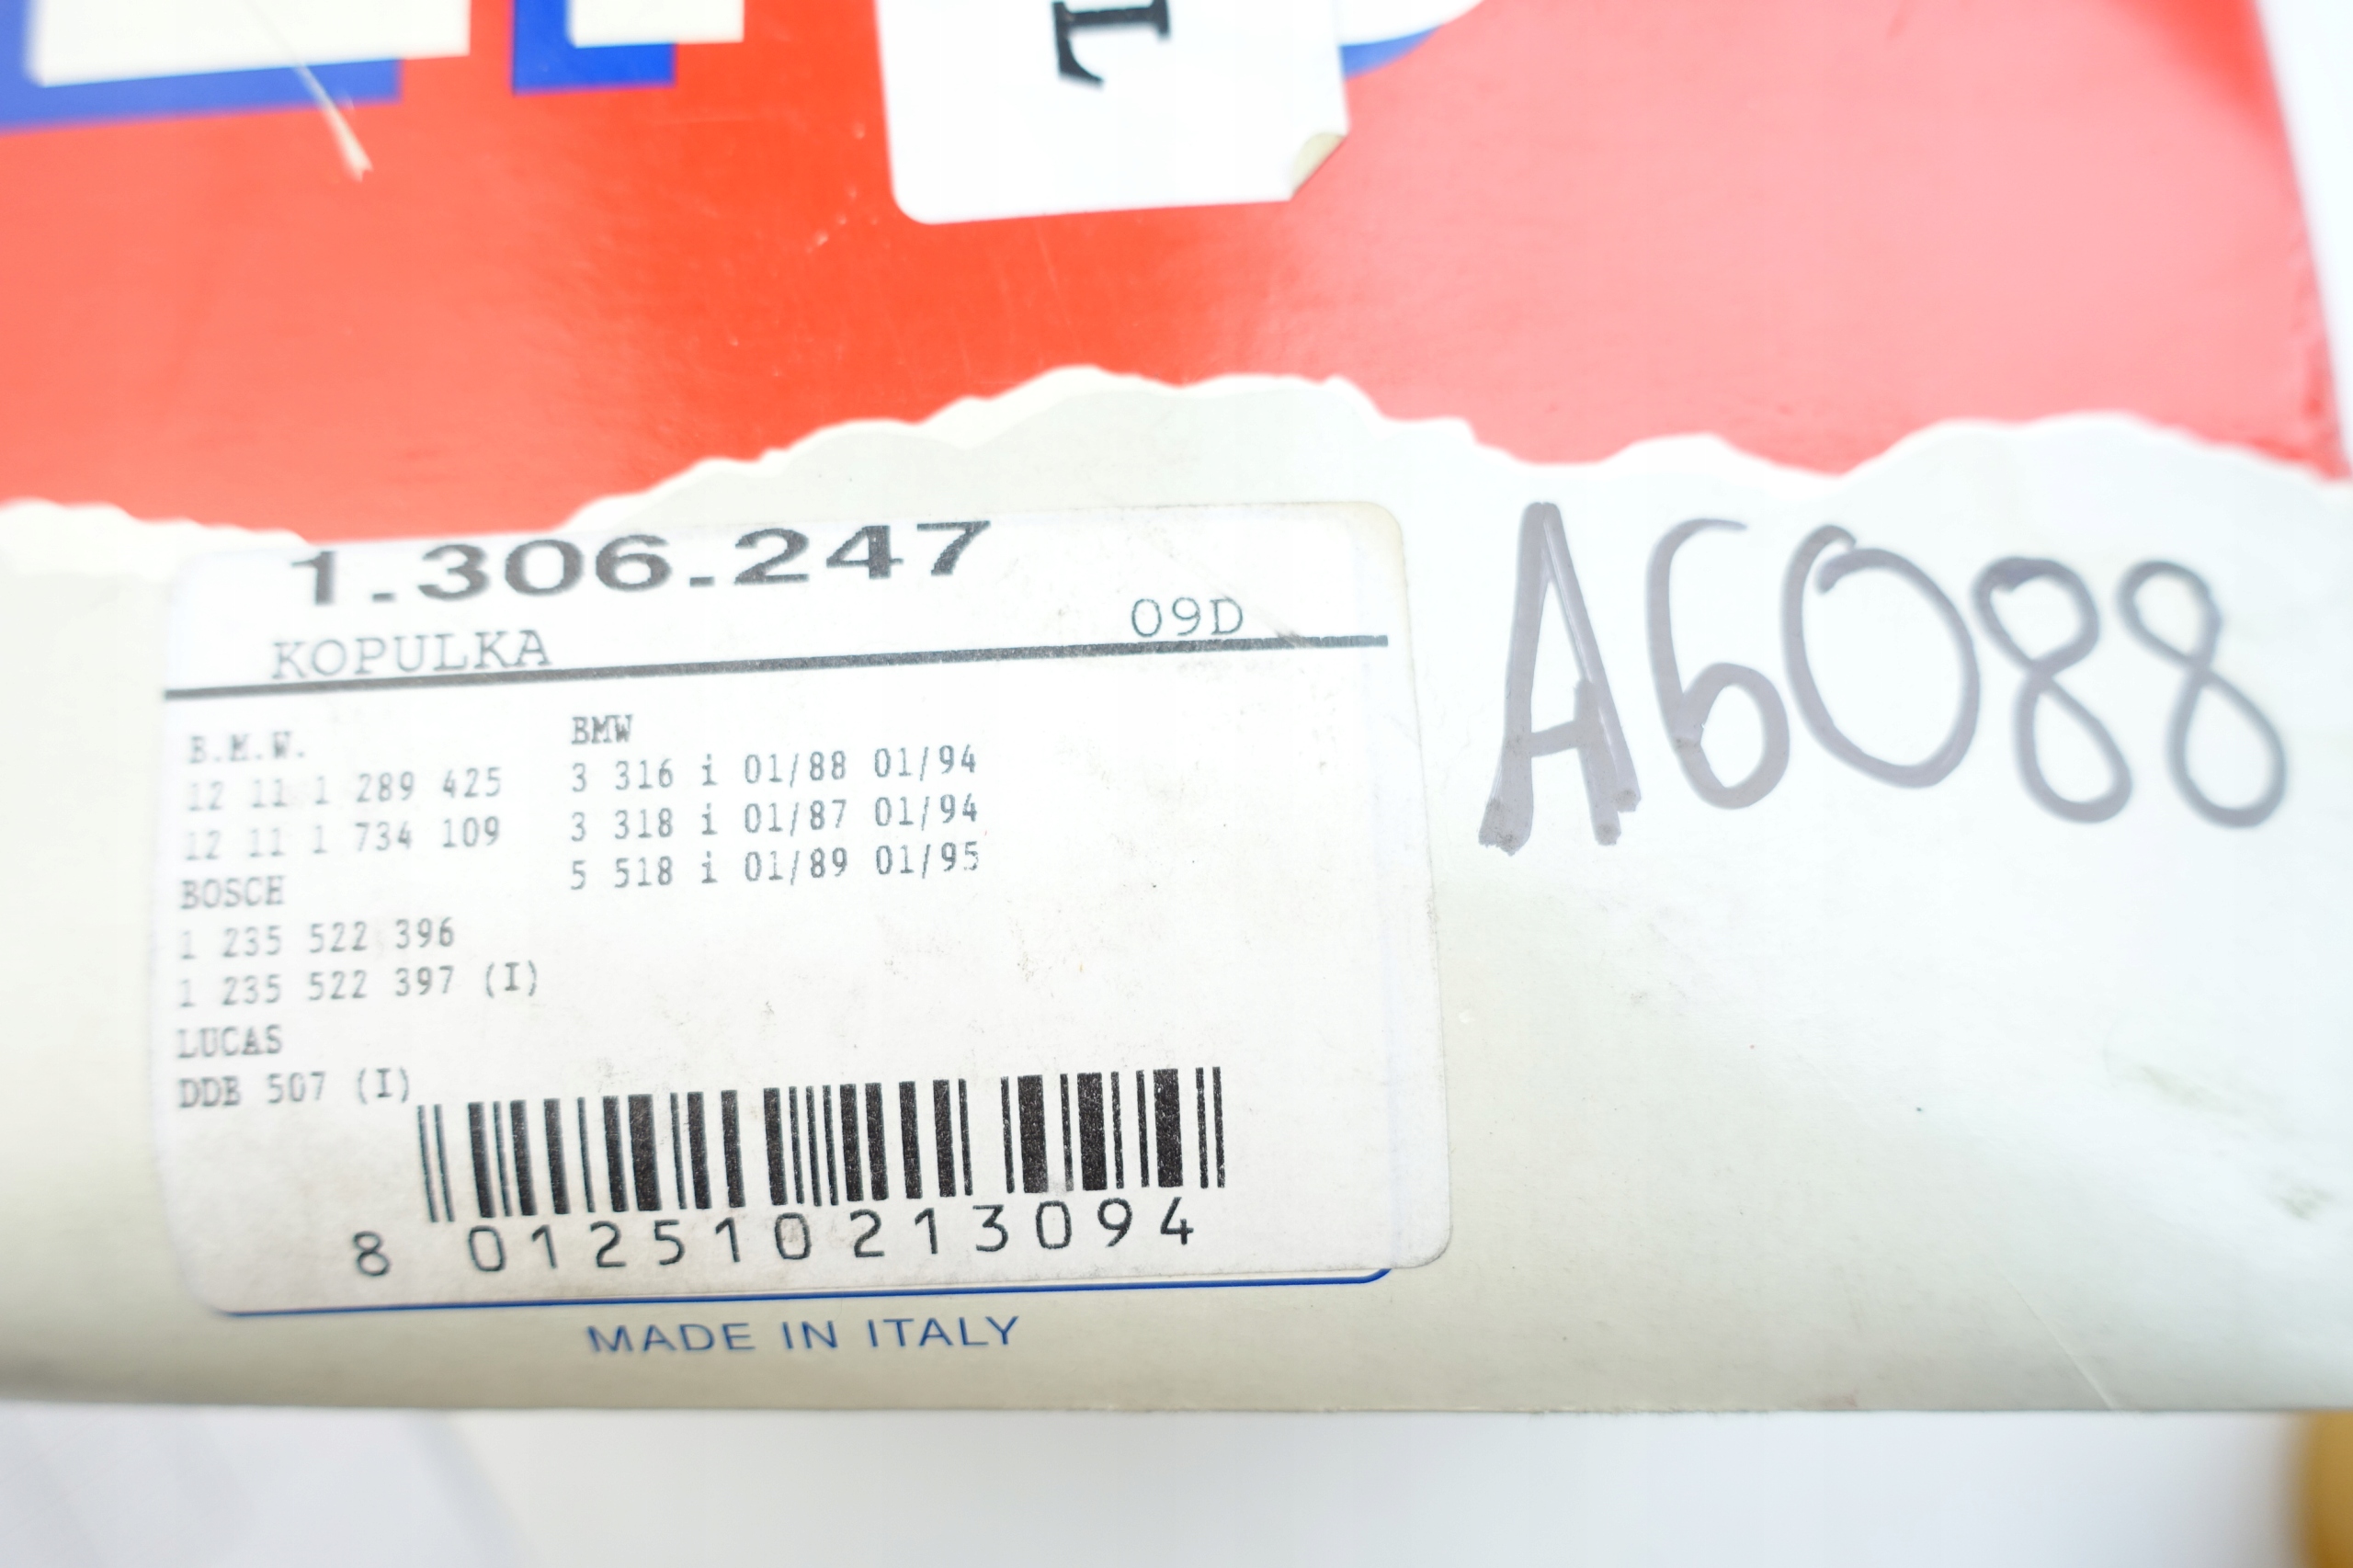 1.306.247
KOPULKA
09D
B.M.W.
12 11 1 289 425
12 11 1 734 109
BOSCH
1 235 522 396
1 235 522 397 (I)
LUCAS
DDB 507 (I)
BMW
3 316 i 01/88 01/94
3 318 i 01/87 01/94
5 518 i 01/89 01/95
8 012510 213094
MADE IN ITALY
A6088